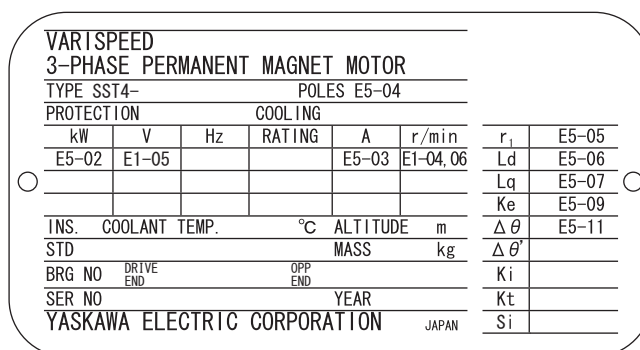 VARISPEED
3-PHASE PERMANENT MAGNET MOTOR
TYPE SST4- POLES E5-04
PROTECTION COOLING
kW V Hz RATING A r/min
E5-02 E1-05 E5-03 E1-04,06
INS. COOLANT TEMP. °C ALTITUDE m
STD MASS kg
BRG NO DRIVE END OPP END
SER NO YEAR
YASKAWA ELECTRIC CORPORATION JAPAN
r₁ E5-05
Ld E5-06
Lq E5-07
Ke E5-09
Δθ E5-11
Δθ'
Ki
Kt
Si